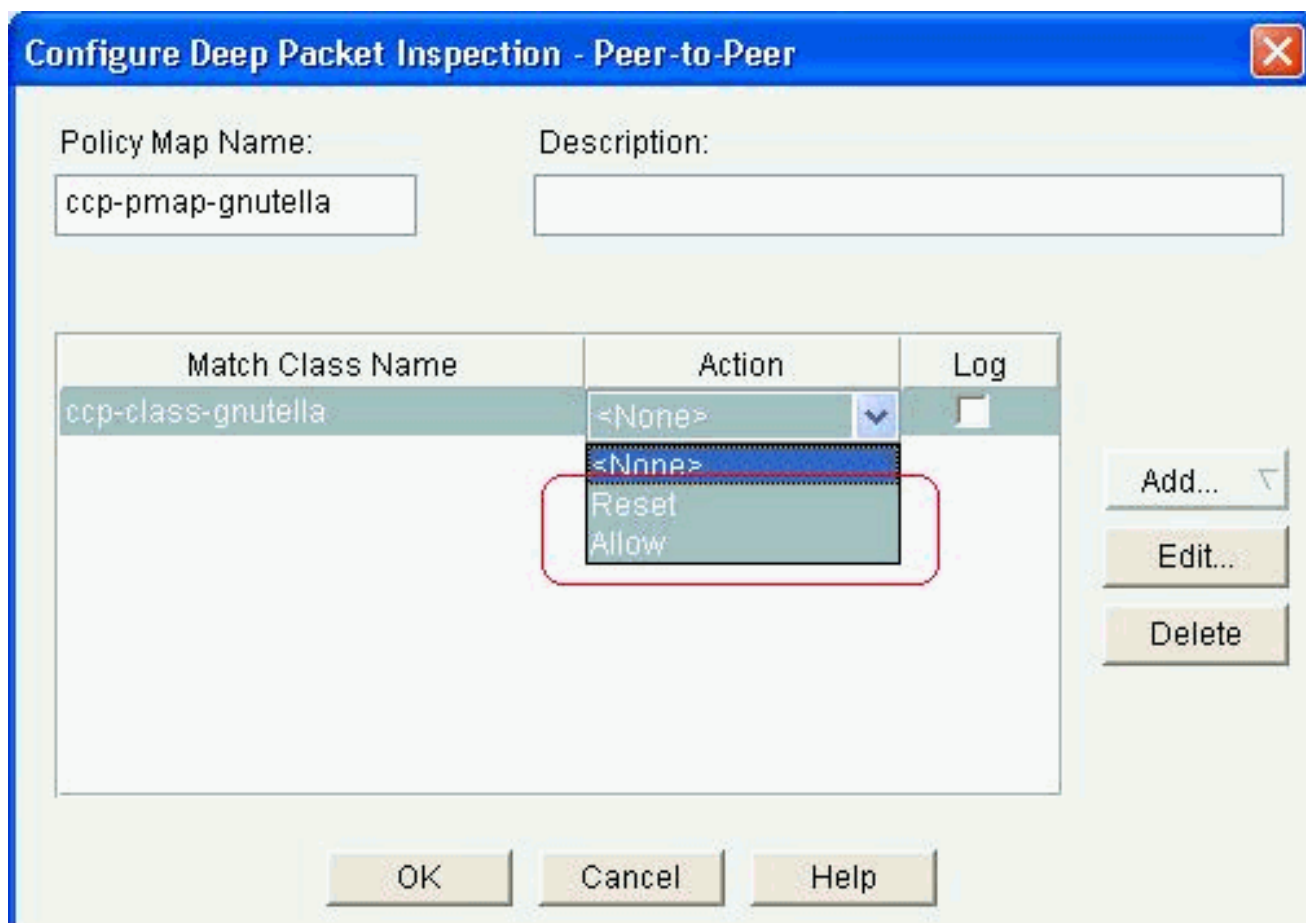 Configure Deep Packet Inspection - Peer-to-Peer
Policy Map Name:
Description:
ccp-pmap-gnutella
Match Class Name
Action
Log
ccp-class-gnutella
<None>
<None>
Reset
Allow
Add...
Edit...
Delete
OK
Cancel
Help